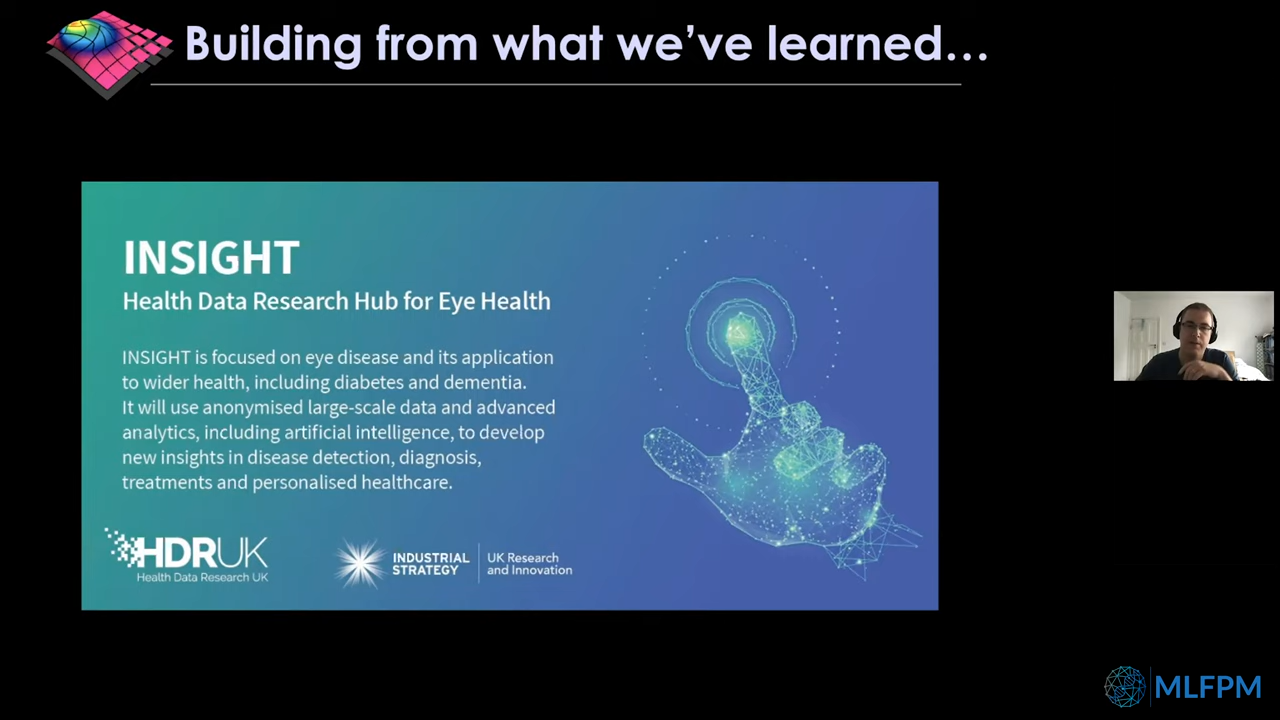 Building from what we've learned...
INSIGHT
Health Data Research Hub for Eye Health
INSIGHT is focused on eye disease and its application
to wider health, including diabetes and dementia.
It will use anonymised large-scale data and advanced
analytics, including artificial intelligence, to develop
new insights in disease detection, diagnosis,
treatments and personalised healthcare.
HDRUK
Health Data Research UK
INDUSTRIAL
STRATEGY
UK Research
and Innovation
MLFPM